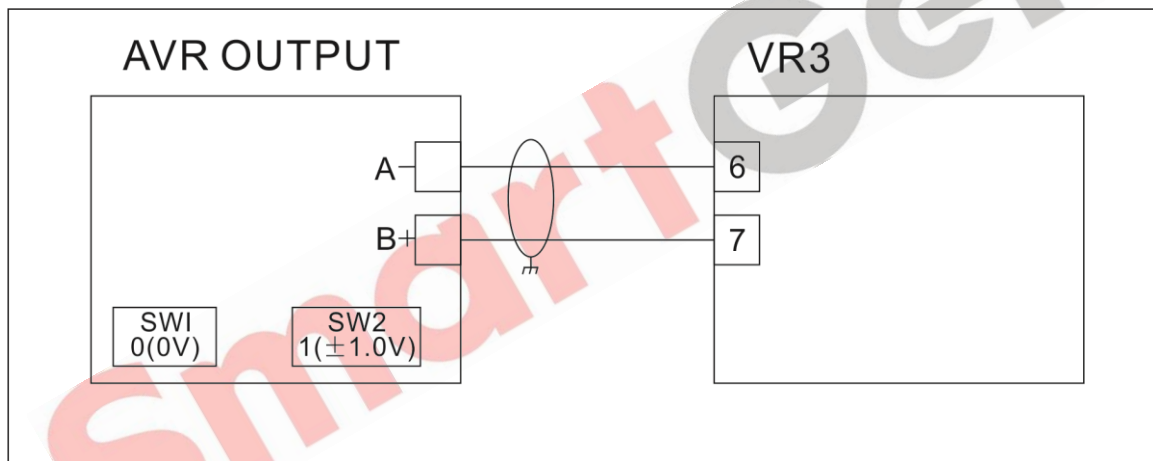 AVR OUTPUT
VR3
A-
6
B+
7
SWI
0(0V)
SW2
1(±1.0V)
SmartGen